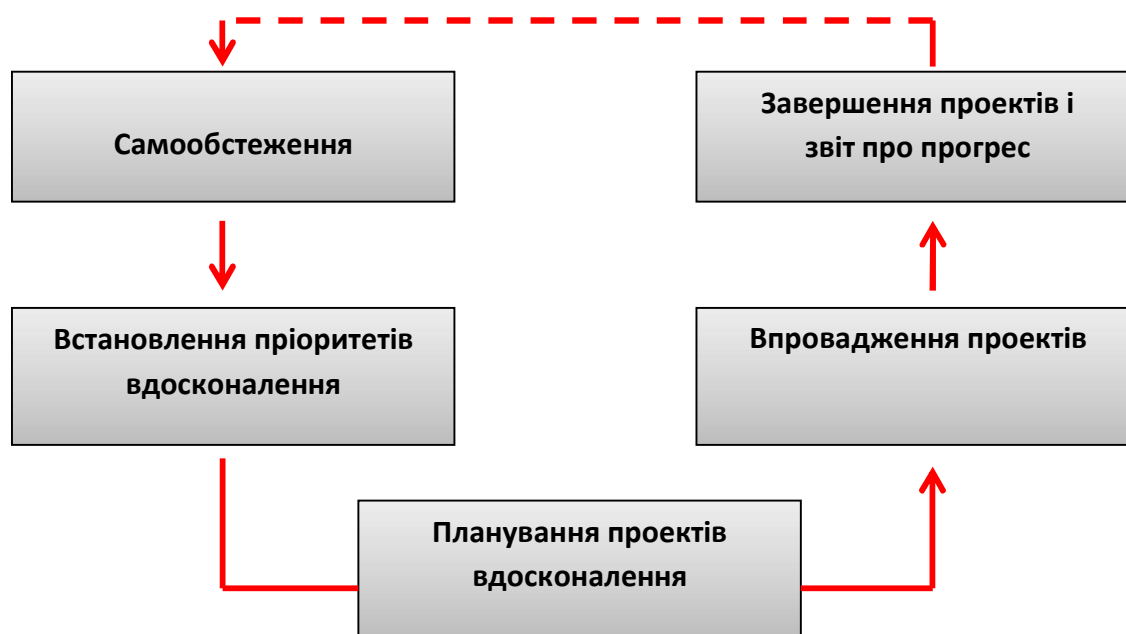 Самообстеження
Завершення проектів і
звіт про прогрес
Встановлення пріоритетів
вдосконалення
Впровадження проектів
Планування проектів
вдосконалення